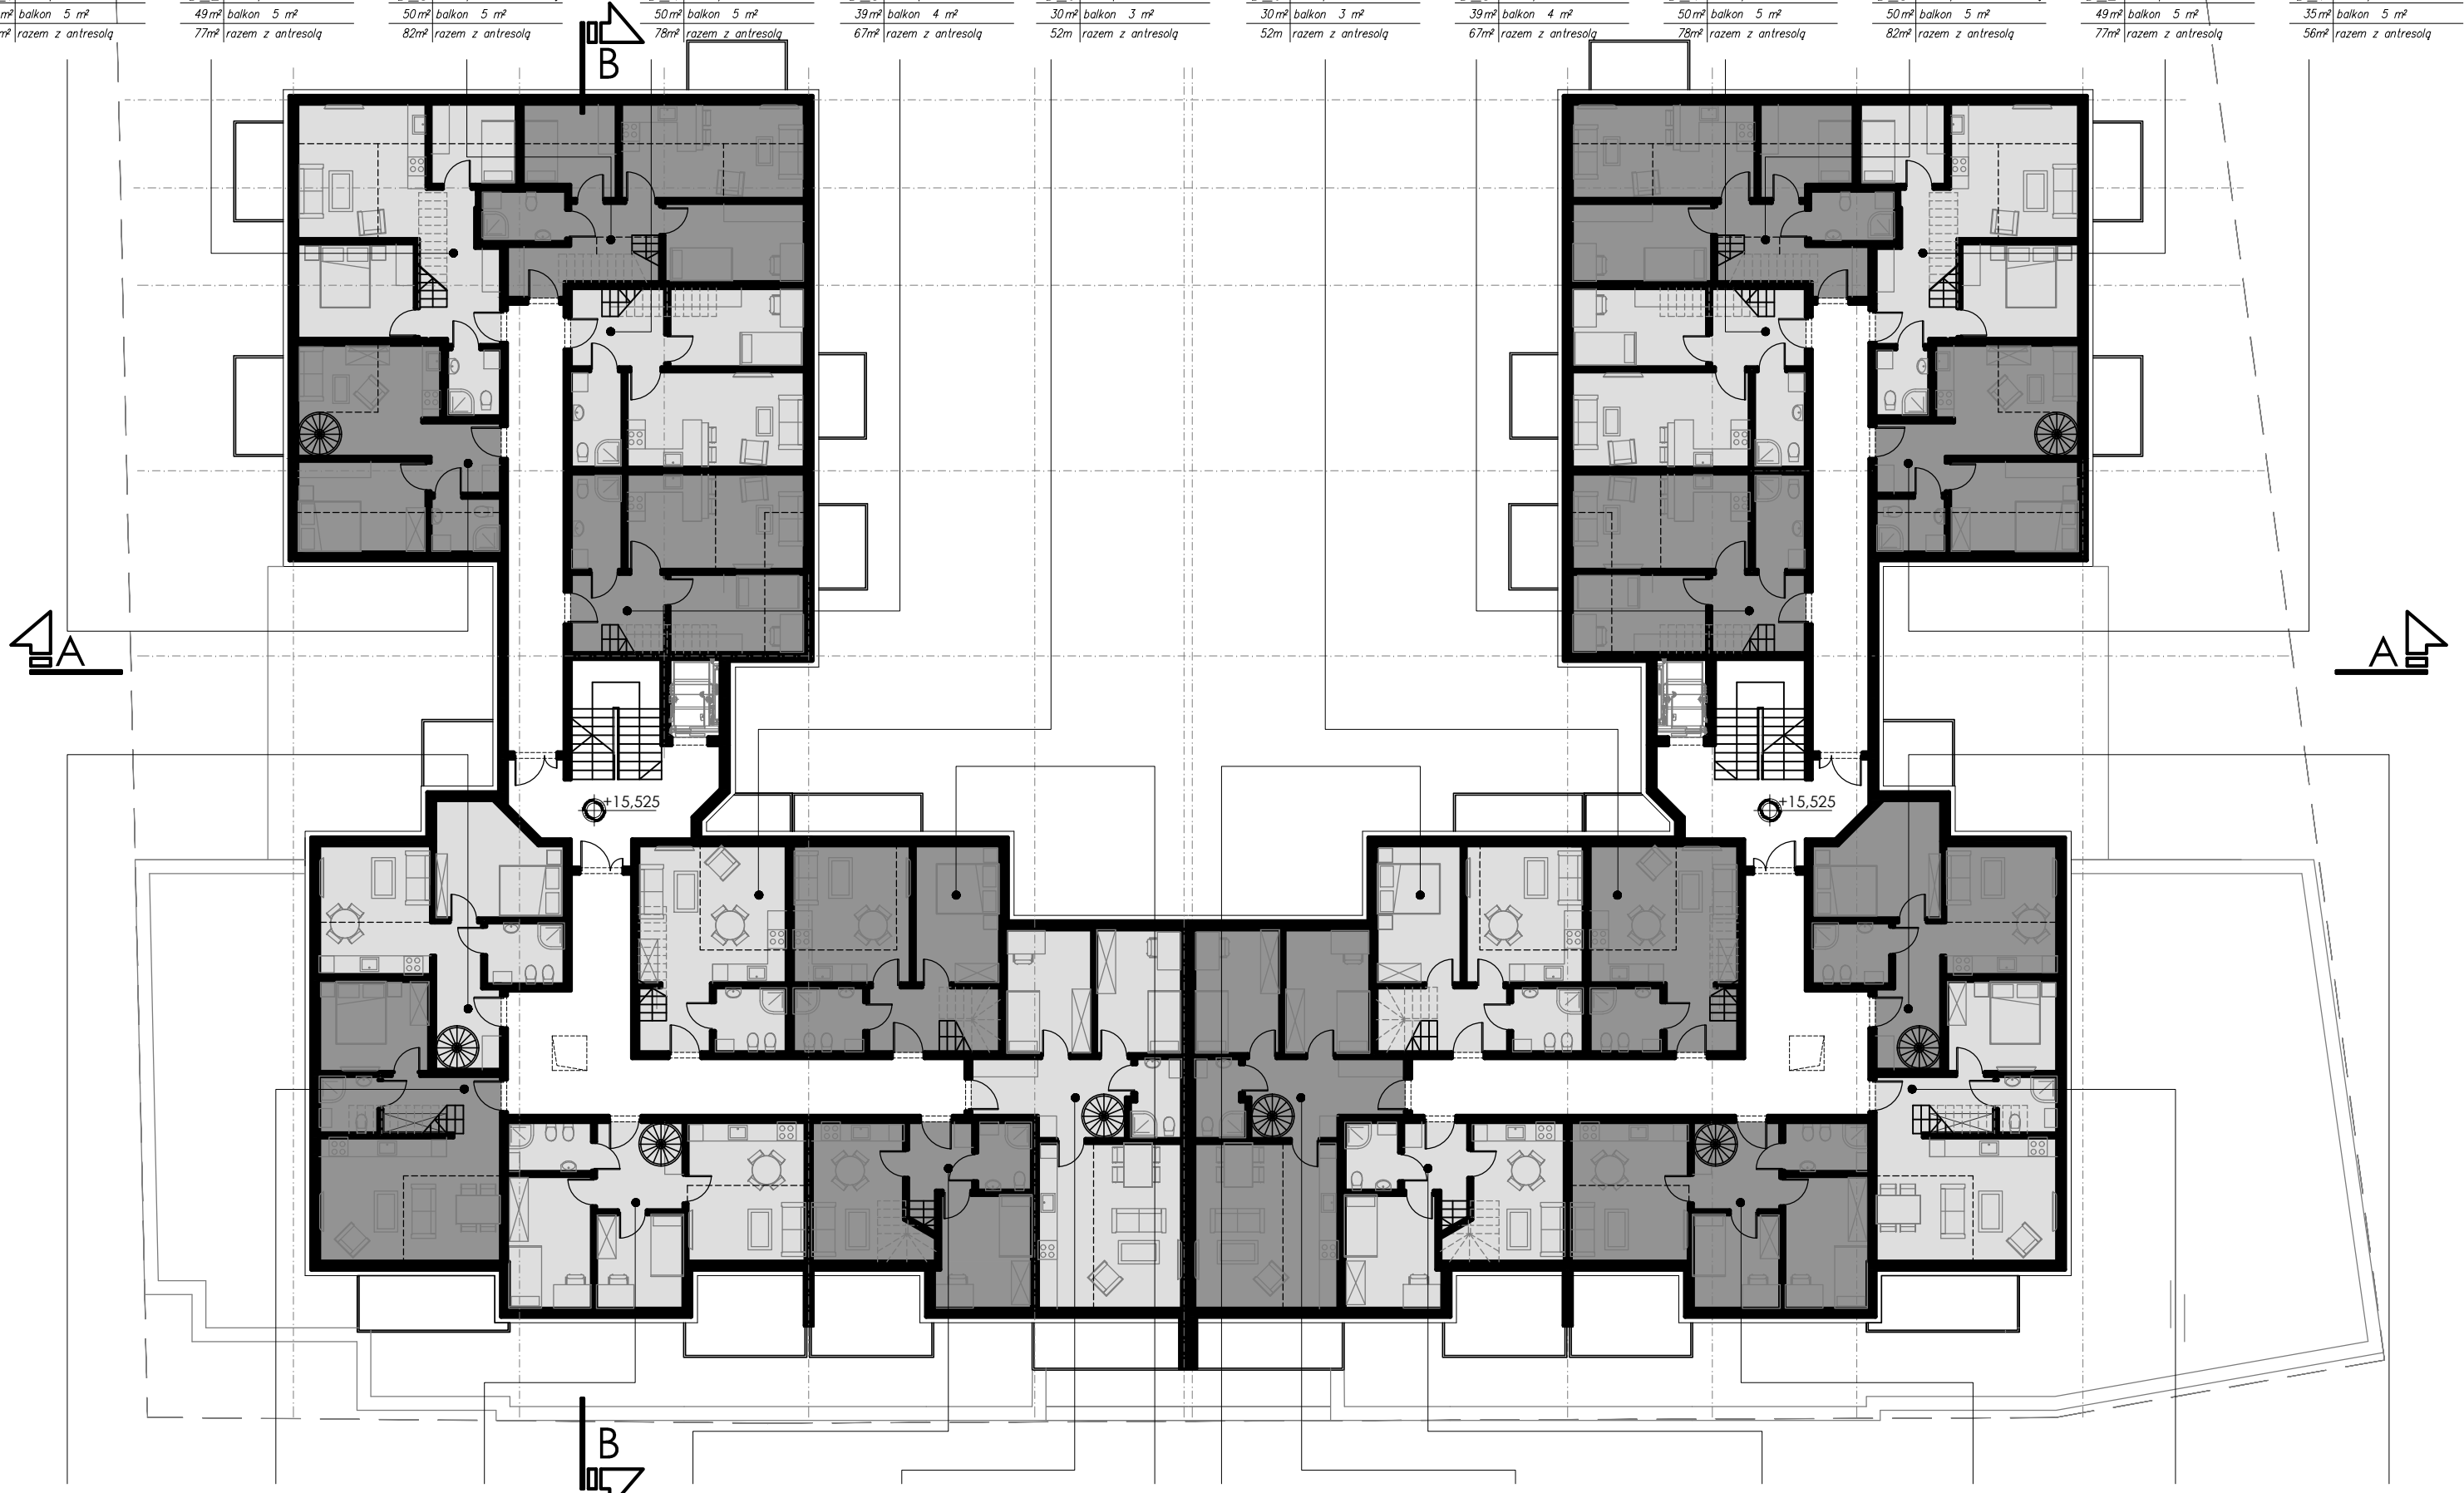 m² balkon 5 m²
m² razem z antresolą
49m² balkon 5 m²
77m² razem z antresolą
50m² balkon 5 m²
82m² razem z antresolą
50m² balkon 5 m²
78m² razem z antresolą
39m² balkon 4 m²
67m² razem z antresolą
30m² balkon 3 m²
52m razem z antresolą
30m² balkon 3 m²
52m razem z antresolą
39m² balkon 4 m²
67m² razem z antresolą
50m² balkon 5 m²
78m² razem z antresolą
50m² balkon 5 m²
82m² razem z antresolą
49m² balkon 5 m²
77m² razem z antresolą
35m² balkon 5 m²
56m² razem z antresolą
B
A
A
+15,525
+15,525
B